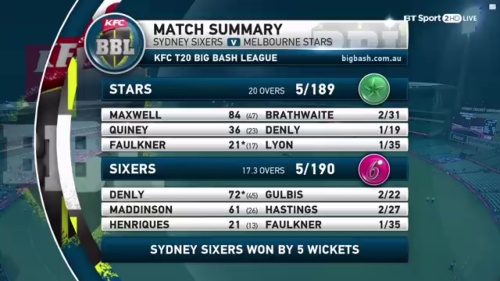 BT Sport 2HD LIVE
KFC
BBL
MATCH SUMMARY
SYDNEY SIXERS V MELBOURNE STARS
KFC T20 BIG BASH LEAGUE bigbash.com.au
STARS 20 OVERS 5/189
MAXWELL 84 (47) BRATHWAITE 2/31
QUINEY 36 (23) DENLY 1/19
FAULKNER 21* (17) LYON 1/35
SIXERS 17.3 OVERS 5/190
DENLY 72* (45) GULBIS 2/22
MADDINSON 61 (26) HASTINGS 2/27
HENRIQUES 21 (13) FAULKNER 1/35
SYDNEY SIXERS WON BY 5 WICKETS